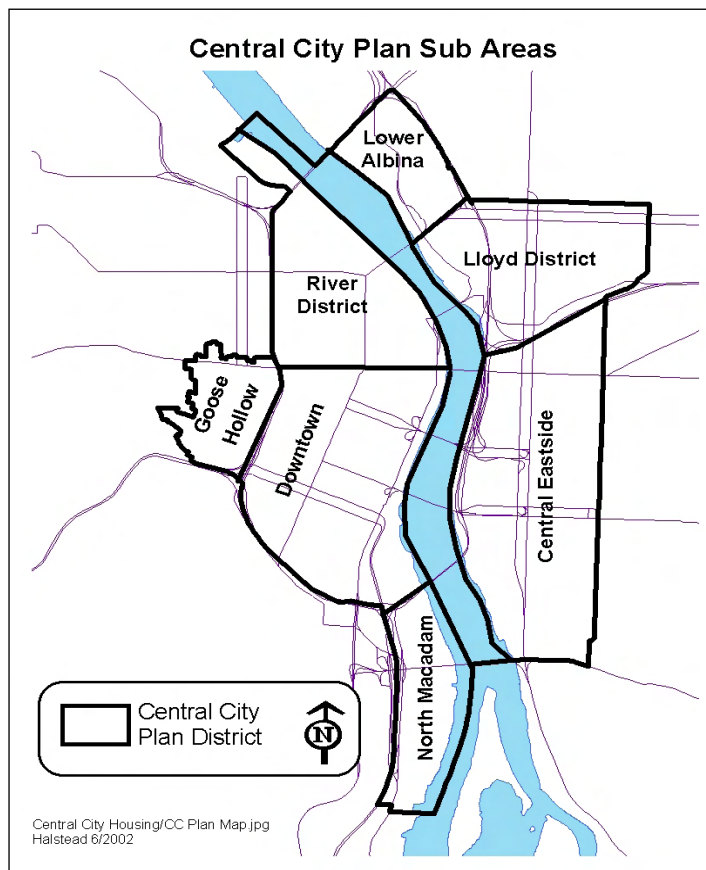 Central City Plan Sub Areas
Lower
Albina
Lloyd District
River
District
Goose
Hollow
Downtown
Central Eastside
North Macadam
Central City
Plan District
N
Central City Housing/CC Plan Map.jpg
Halstead 6/2002